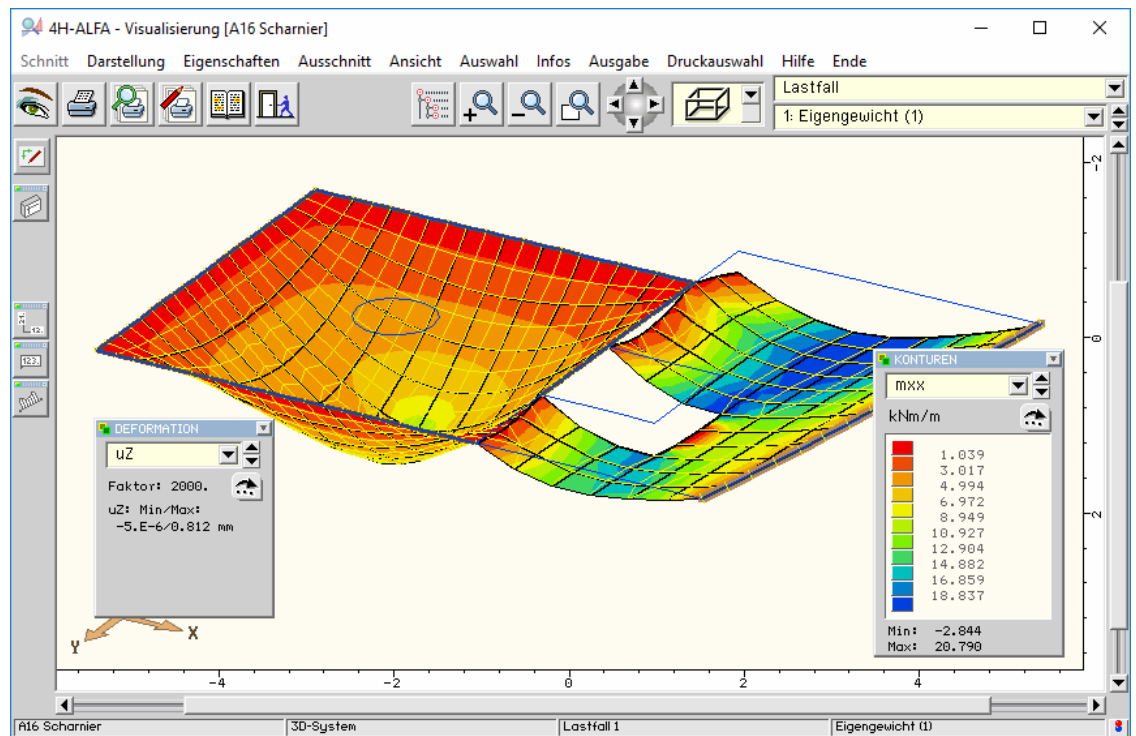 4H-ALFA - Visualisierung [A16 Scharnier]
Schnitt Darstellung Eigenschaften Ausschnitt Ansicht Auswahl Infos Ausgabe Druckauswahl Hilfe Ende
Lastfall
1: Eigengewicht (1)
-2
0
2
DEFORMATION
uZ
Faktor: 2000.
uZ: Min/Max:
-5.E-6/0.812 mm
KONTUREN
mxx
kNm/m
1.039
3.017
4.994
6.972
8.949
10.927
12.904
14.882
16.859
18.837
Min: -2.844
Max: 20.790
Y
X
-4 -2 0 2 4
21.
12.
123.
A16 Scharnier 3D-System Lastfall 1 Eigengewicht (1)